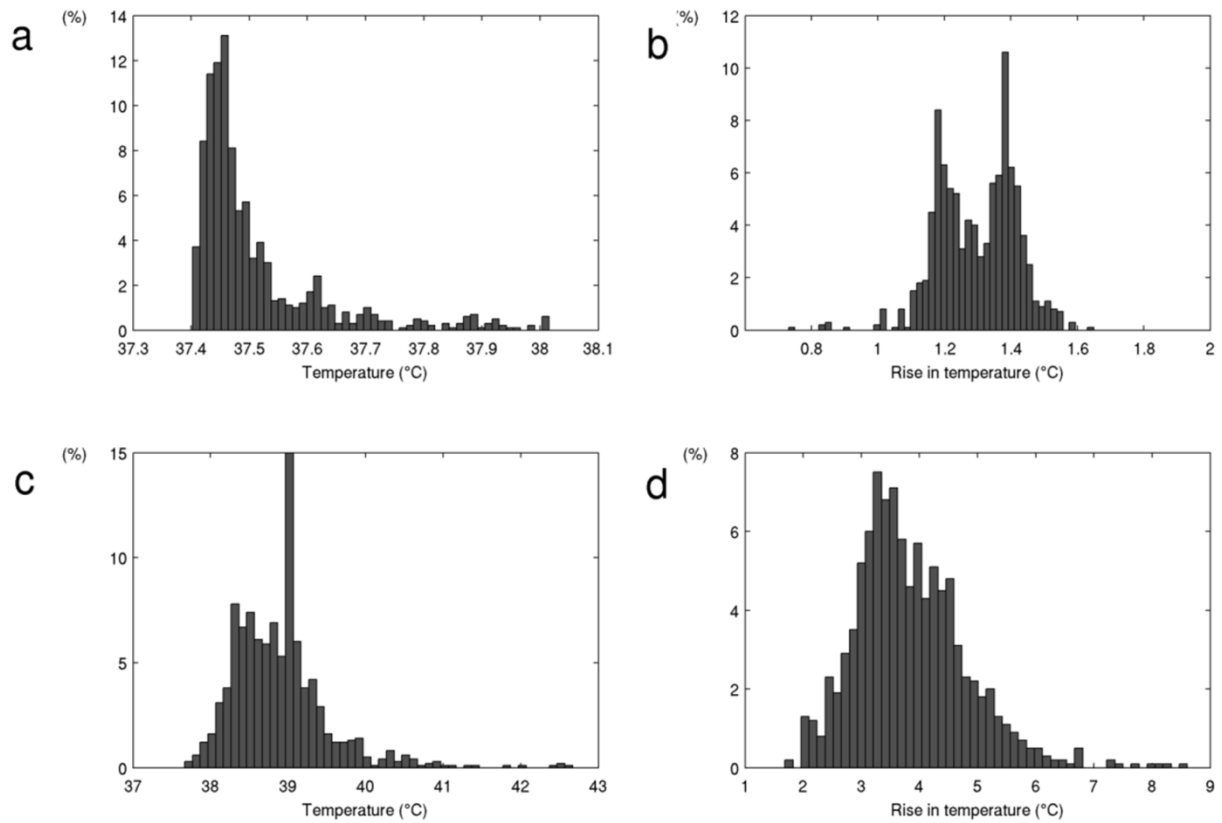 a
(%)
14
12
10
8
6
4
2
0
37.3 37.4 37.5 37.6 37.7 37.8 37.9 38 38.1
Temperature (°C)
b
(%)
12
10
8
6
4
2
0
0.8 1 1.2 1.4 1.6 1.8 2
Rise in temperature (°C)
c
(%)
15
10
5
0
37 38 39 40 41 42 43
Temperature (°C)
d
(%)
8
6
4
2
0
1 2 3 4 5 6 7 8 9
Rise in temperature (°C)